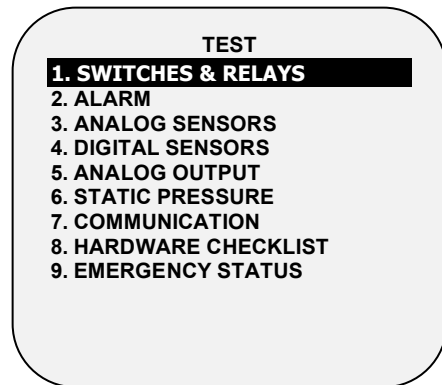 TEST
1. SWITCHES & RELAYS
2. ALARM
3. ANALOG SENSORS
4. DIGITAL SENSORS
5. ANALOG OUTPUT
6. STATIC PRESSURE
7. COMMUNICATION
8. HARDWARE CHECKLIST
9. EMERGENCY STATUS